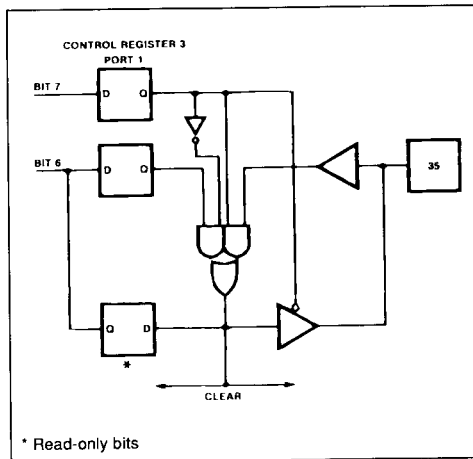 CONTROL REGISTER 3
PORT 1
BIT 7
D Q
BIT 6
D Q
35
Q D
*
CLEAR
* Read-only bits